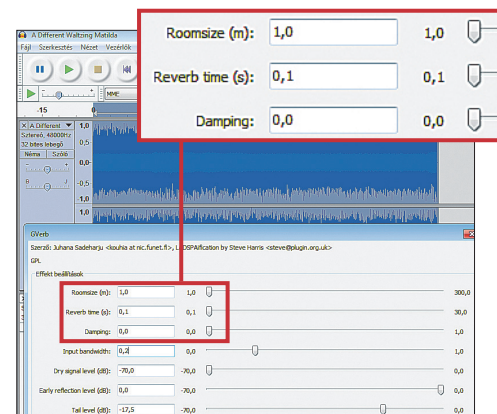 A Different Waltzing Matilda
Fájl Szerkesztés Nézet Vezérlők
MME
-15 0
A Different
Sztereó, 48000Hz
32 bites lebegő
Néma Szóló
B J
1,0
0,5
0,0
-0,5
-1,0
1,0
Roomsize (m): 1,0 1,0
Reverb time (s): 0,1 0,1
Damping: 0,0 0,0
GVerb
Szerző: Juhana Sadeharju <kouhia at nic.funet.fi>, LADSPAification by Steve Harris <steve@plugin.org.uk>
GPL
Effekt beállítások
Roomsize (m): 1,0 1,0 300,0
Reverb time (s): 0,1 0,1 30,0
Damping: 0,0 0,0 1,0
Input bandwidth: 0,2 0,0 1,0
Dry signal level (dB): -70,0 -70,0 0,0
Early reflection level (dB): 0,0 -70,0 0,0
Tail level (dB): -17,5 -70,0 0,0